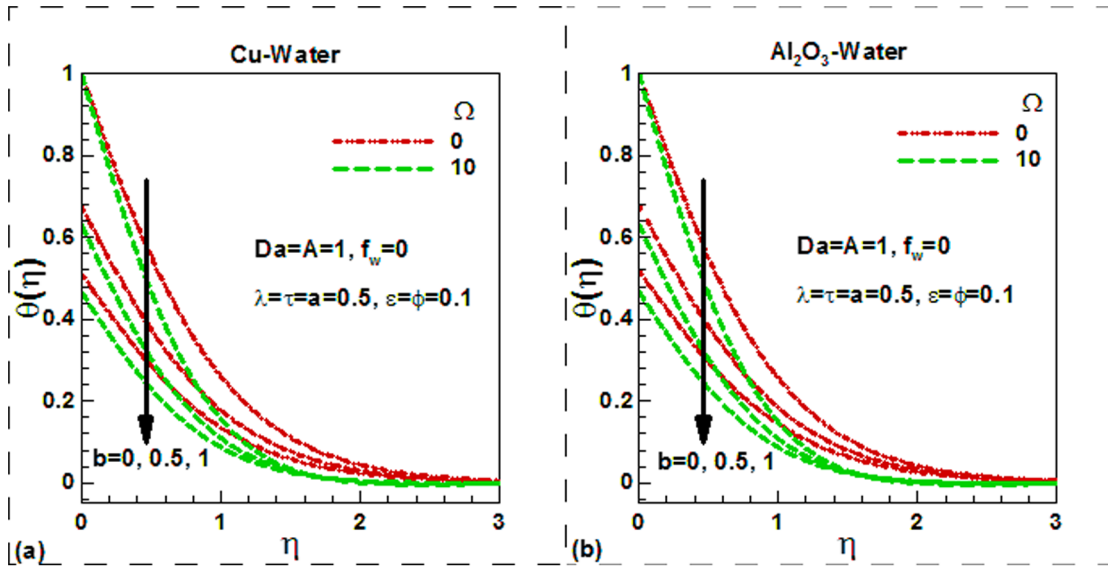 Cu-Water
1
0.8
0.6
0.4
0.2
0
θ(η)
Ω
0
10
Da=A=1, f_w=0
λ=τ=a=0.5, ε=ϕ=0.1
b=0, 0.5, 1
0 1 2 3
η
(a)
Al₂O₃-Water
1
0.8
0.6
0.4
0.2
0
θ(η)
Ω
0
10
Da=A=1, f_w=0
λ=τ=a=0.5, ε=ϕ=0.1
b=0, 0.5, 1
0 1 2 3
η
(b)